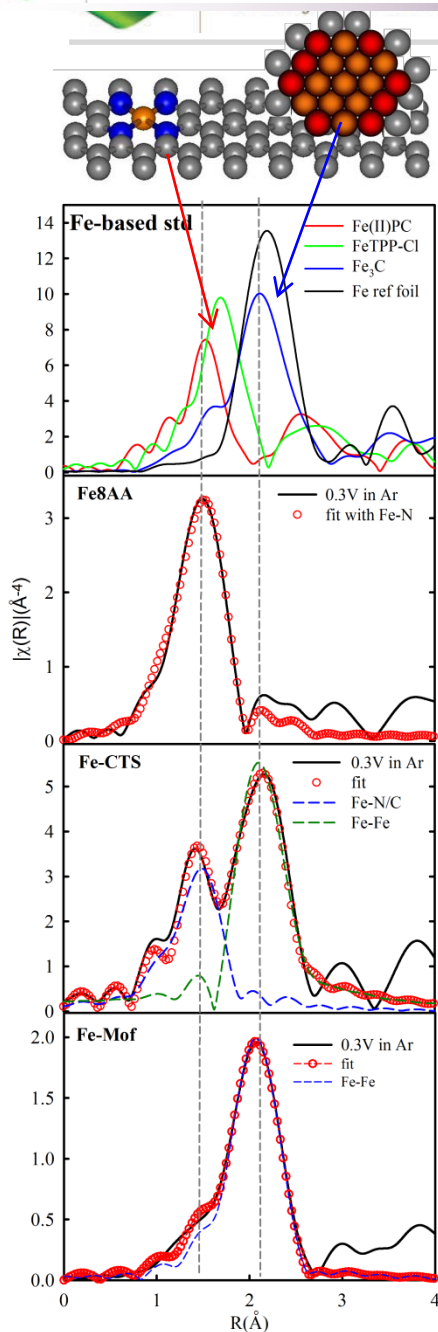 Fe-based std
Fe(II)PC
FeTPP-Cl
Fe₃C
Fe ref foil
14
12
10
8
6
4
2
0
Fe8AA
0.3V in Ar
fit with Fe-N
3
2
1
0
|χ(R)|(Å⁻⁴)
Fe-CTS
0.3V in Ar
fit
Fe-N/C
Fe-Fe
5
4
3
2
1
0
Fe-Mof
0.3V in Ar
fit
Fe-Fe
2.0
1.5
1.0
0.5
0.0
0 1 2 3 4
R(Å)